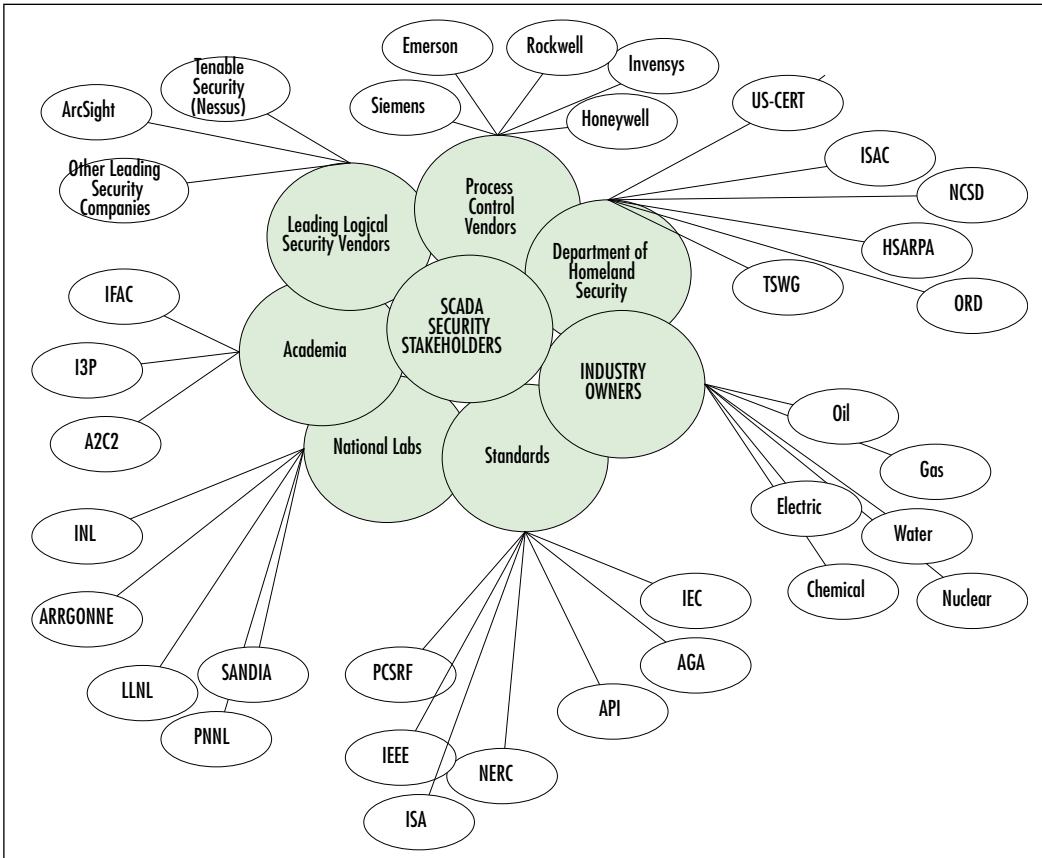 Emerson
Rockwell
Invensys
Siemens
Honeywell
Tenable
Security
(Nessus)
ArcSight
Other Leading
Security
Companies
US-CERT
ISAC
NCSD
HSARPA
TSWG
ORD
Leading Logical
Security Vendors
Process
Control
Vendors
Department of
Homeland
Security
SCADA
SECURITY
STAKEHOLDERS
Academia
INDUSTRY
OWNERS
National Labs
Standards
IFAC
I3P
A2C2
INL
ARRGONNE
LLNL
SANDIA
PNNL
Oil
Gas
Electric
Water
Chemical
Nuclear
IEC
AGA
API
PCSRF
IEEE
NERC
ISA